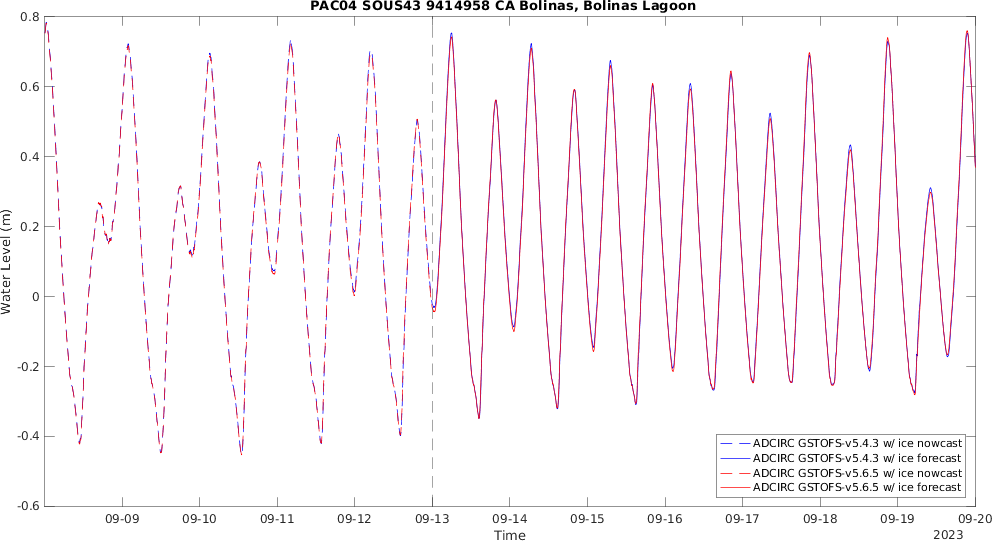 PAC04 SOUS43 9414958 CA Bolinas, Bolinas Lagoon
0.8
0.6
0.4
0.2
0
-0.2
-0.4
-0.6
Water Level (m)
ADCIRC GSTOFS-v5.4.3 w/ ice nowcast
ADCIRC GSTOFS-v5.4.3 w/ ice forecast
ADCIRC GSTOFS-v5.6.5 w/ ice nowcast
ADCIRC GSTOFS-v5.6.5 w/ ice forecast
09-09 09-10 09-11 09-12 09-13 09-14 09-15 09-16 09-17 09-18 09-19 09-20
Time
2023